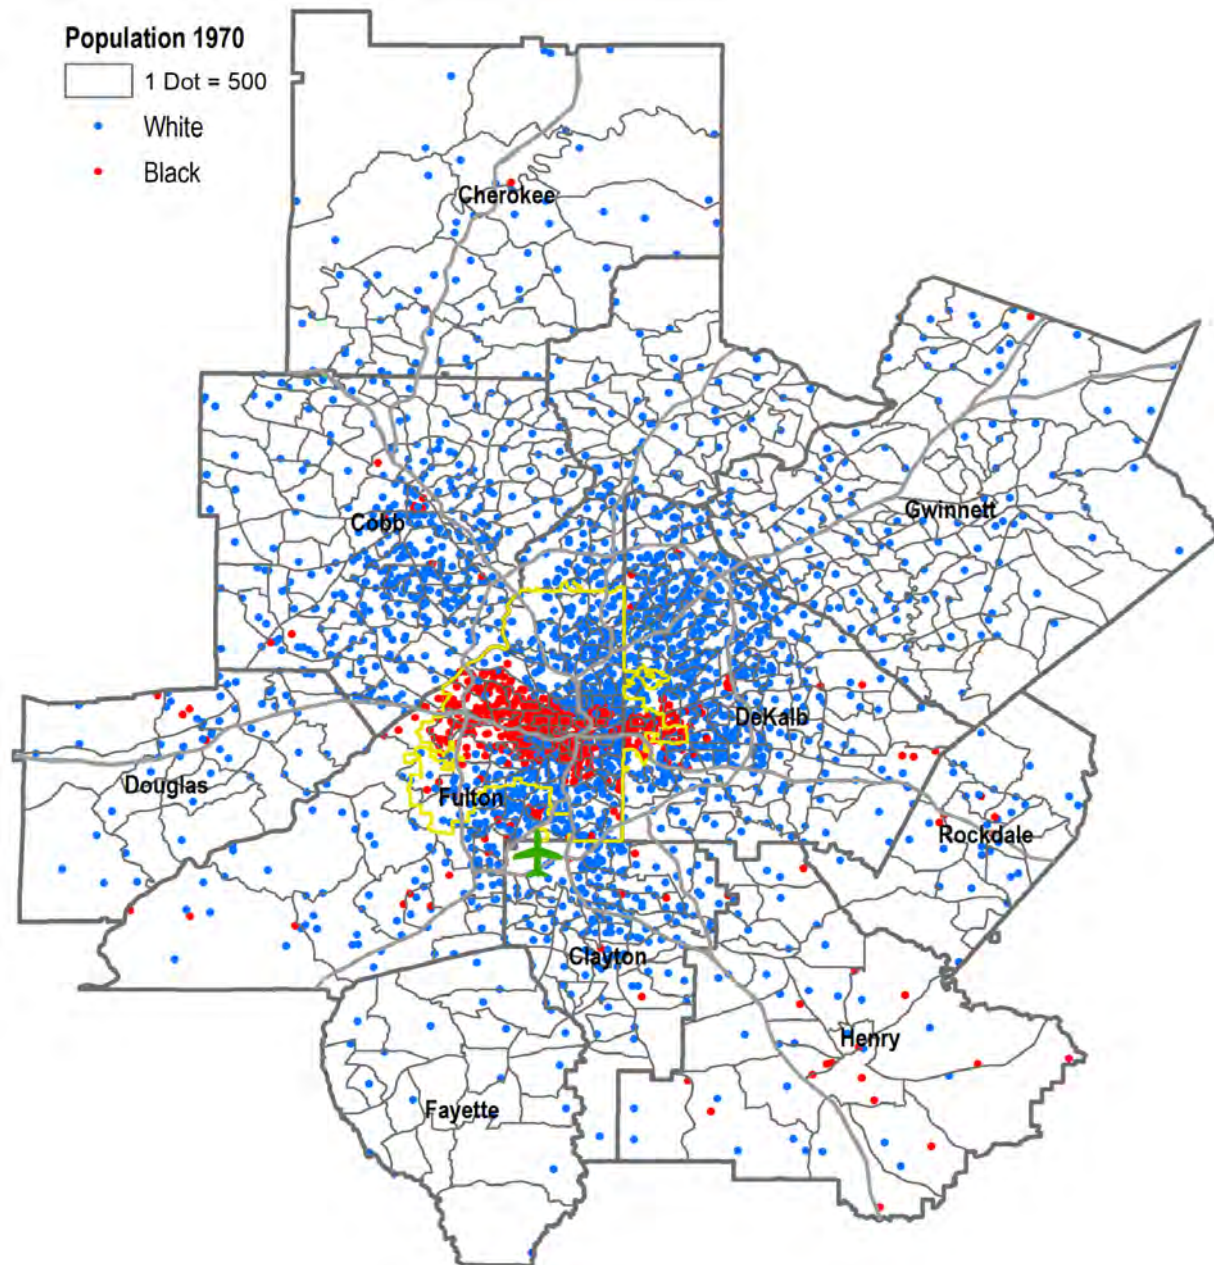 Population 1970
1 Dot = 500
White
Black
Cherokee
Cobb
Gwinnett
DeKalb
Douglas
Fulton
Rockdale
Clayton
Henry
Fayette